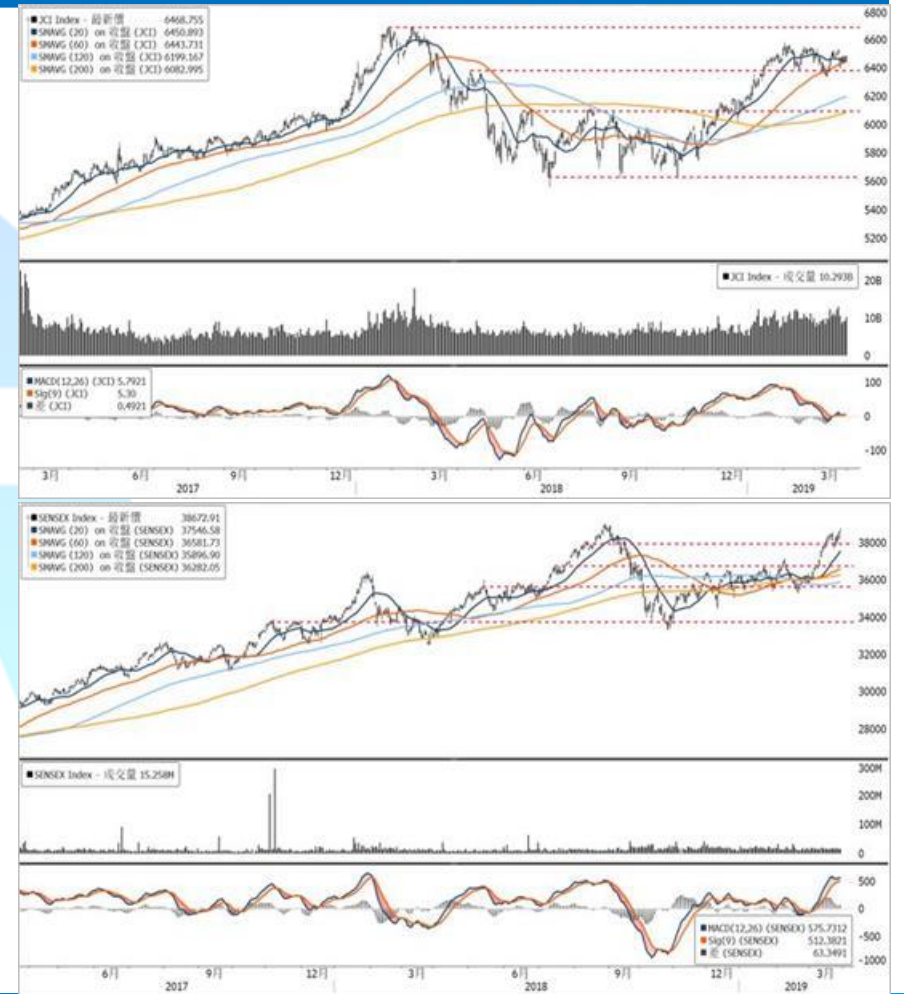 JCI Index - 最新價 6468.755
SMAVG (20) on 收盤 (JCI) 6450.893
SMAVG (60) on 收盤 (JCI) 6443.731
SMAVG (120) on 收盤 (JCI) 6199.167
SMAVG (200) on 收盤 (JCI) 6082.995
6800
6600
6400
6200
6000
5800
5600
5400
5200
JCI Index - 成交量 10.293B
20B
10B
0
MACD(12,26) (JCI) 5.7921
Sig(9) (JCI) 5.30
差 (JCI) 0.4921
100
0
-100
3月 6月 9月 12月 3月 6月 9月 12月 3月
2017 2018 2019
SENSEX Index - 最新價 38672.91
SMAVG (20) on 收盤 (SENSEX) 37546.58
SMAVG (60) on 收盤 (SENSEX) 36581.73
SMAVG (120) on 收盤 (SENSEX) 35896.90
SMAVG (200) on 收盤 (SENSEX) 36282.05
38000
36000
34000
32000
30000
28000
SENSEX Index - 成交量 15.258M
300M
200M
100M
0
500
0
-500
-1000
MACD(12,26) (SENSEX) 575.7312
Sig(9) (SENSEX) 512.3821
差 (SENSEX) 63.3491
6月 9月 12月 3月 6月 9月 12月 3月
2017 2018 2019